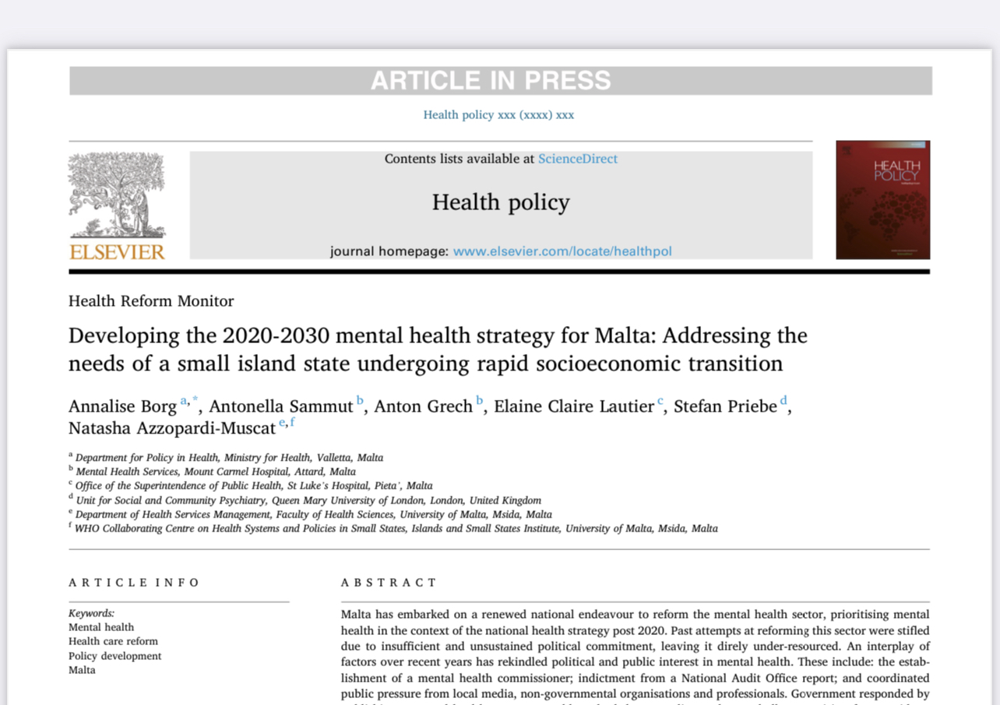 ARTICLE IN PRESS
Health policy xxx (xxxx) xxx
Contents lists available at ScienceDirect
Health policy
journal homepage: www.elsevier.com/locate/healthpol
ELSEVIER
HEALTH
POLICY
Health Reform Monitor
Developing the 2020-2030 mental health strategy for Malta: Addressing the
needs of a small island state undergoing rapid socioeconomic transition
Annalise Borg a,*, Antonella Sammut b, Anton Grech b, Elaine Claire Lautier c, Stefan Priebe d,
Natasha Azzopardi-Muscat e,f
a Department for Policy in Health, Ministry for Health, Valletta, Malta
b Mental Health Services, Mount Carmel Hospital, Attard, Malta
c Office of the Superintendence of Public Health, St Luke's Hospital, Pieta', Malta
d Unit for Social and Community Psychiatry, Queen Mary University of London, London, United Kingdom
e Department of Health Services Management, Faculty of Health Sciences, University of Malta, Msida, Malta
f WHO Collaborating Centre on Health Systems and Policies in Small States, Islands and Small States Institute, University of Malta, Msida, Malta
ARTICLE INFO
Keywords:
Mental health
Health care reform
Policy development
Malta
ABSTRACT
Malta has embarked on a renewed national endeavour to reform the mental health sector, prioritising mental
health in the context of the national health strategy post 2020. Past attempts at reforming this sector were stifled
due to insufficient and unsustained political commitment, leaving it direly under-resourced. An interplay of
factors over recent years has rekindled political and public interest in mental health. These include: the estab-
lishment of a mental health commissioner; indictment from a National Audit Office report; and coordinated
public pressure from local media, non-governmental organisations and professionals. Government responded by